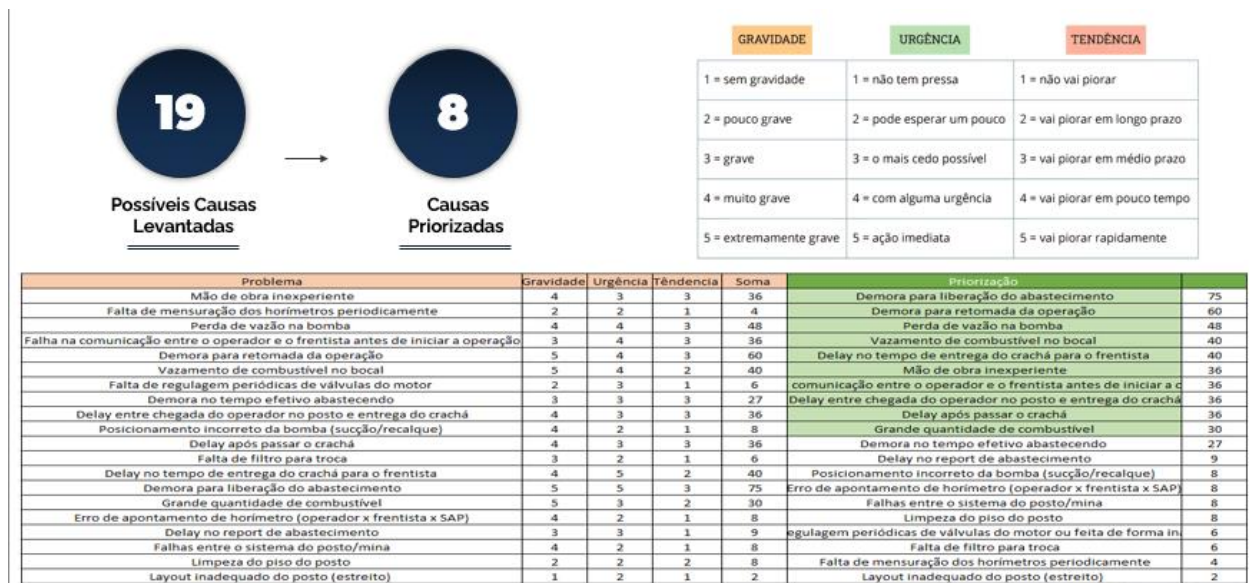 19
8
Possíveis Causas
Levantadas
Causas
Priorizadas
GRAVIDADE URGÊNCIA TENDÊNCIA
1 = sem gravidade 1 = não tem pressa 1 = não vai piorar
2 = pouco grave 2 = pode esperar um pouco 2 = vai piorar em longo prazo
3 = grave 3 = o mais cedo possível 3 = vai piorar em médio prazo
4 = muito grave 4 = com alguma urgência 4 = vai piorar em pouco tempo
5 = extremamente grave 5 = ação imediata 5 = vai piorar rapidamente
Problema Gravidade Urgência Têndencia Soma Priorização
Mão de obra inexperiente 4 3 3 36 Demora para liberação do abastecimento 75
Falta de mensuração dos horímetros periodicamente 2 2 1 4 Demora para retomada da operação 60
Perda de vazão na bomba 4 4 3 48 Perda de vazão na bomba 48
Falha na comunicação entre o operador e o frentista antes de iniciar a operação 3 4 3 36 Vazamento de combustível no bocal 40
Demora para retomada da operação 5 4 3 60 Delay no tempo de entrega do crachá para o frentista 40
Vazamento de combustível no bocal 5 4 2 40 Mão de obra inexperiente 36
Falta de regulagem periódicas de válvulas do motor 2 3 1 6 comunicação entre o operador e o frentista antes de iniciar a 36
Demora no tempo efetivo abastecendo 3 3 3 27 Delay entre chegada do operador no posto e entrega do crachá 36
Delay entre chegada do operador no posto e entrega do crachá 4 3 3 36 Delay após passar o crachá 36
Posicionamento incorreto da bomba (sucção/recalque) 4 2 1 8 Grande quantidade de combustível 30
Delay após passar o crachá 4 3 3 36 Demora no tempo efetivo abastecendo 27
Falta de filtro para troca 3 2 1 6 Delay no report de abastecimento 9
Delay no tempo de entrega do crachá para o frentista 4 5 2 40 Posicionamento incorreto da bomba (sucção/recalque) 8
Demora para liberação do abastecimento 5 5 3 75 Erro de apontamento de horímetro (operador x frentista x SAP) 8
Grande quantidade de combustível 5 3 2 30 Falhas entre o sistema do posto/mina 8
Erro de apontamento de horímetro (operador x frentista x SAP) 4 2 1 8 Limpeza do piso do posto 8
Delay no report de abastecimento 3 3 1 9 egulagem periódicas de válvulas do motor ou feita de forma in 6
Falhas entre o sistema do posto/mina 4 2 1 8 Falta de filtro para troca 6
Limpeza do piso do posto 2 2 2 8 Falta de mensuração dos horímetros periodicamente 4
Layout inadequado do posto (estreito) 1 2 1 2 Layout inadequado do posto (estreito) 2